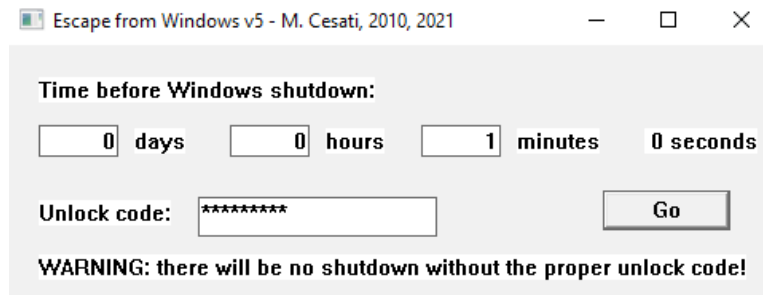 Escape from Windows v5 - M. Cesati, 2010, 2021
Time before Windows shutdown:
0 days 0 hours 1 minutes 0 seconds
Unlock code: ********* Go
WARNING: there will be no shutdown without the proper unlock code!